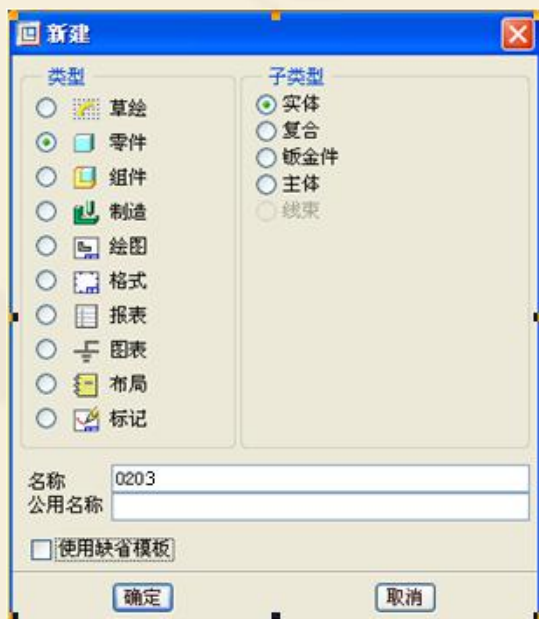 新建
类型
草绘
零件
组件
制造
绘图
格式
报表
图表
布局
标记
子类型
实体
复合
钣金件
主体
线束
名称 0203
公用名称
使用缺省模板
确定 取消